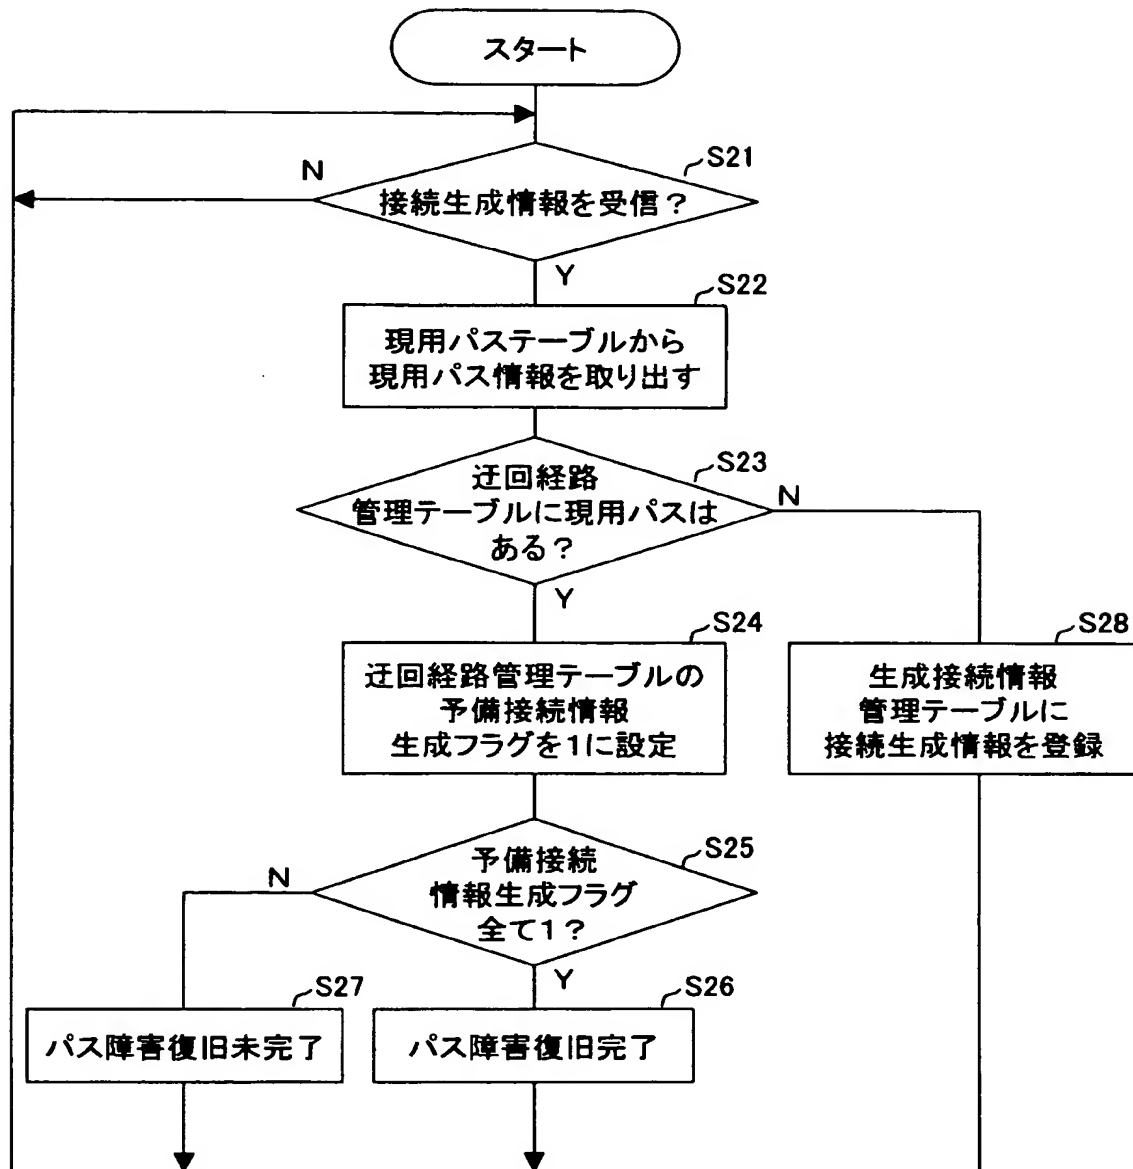 スタート
S21
N
接続生成情報を受信？
Y
S22
現用パステーブルから
現用パス情報を取り出す
S23
迂回経路
管理テーブルに現用パスは
ある？
N
Y
S24
迂回経路管理テーブルの
予備接続情報
生成フラグを1に設定
S28
生成接続情報
管理テーブルに
接続生成情報を登録
S25
予備接続
情報生成フラグ
全て1？
N
Y
S27
パス障害復旧未完了
S26
パス障害復旧完了